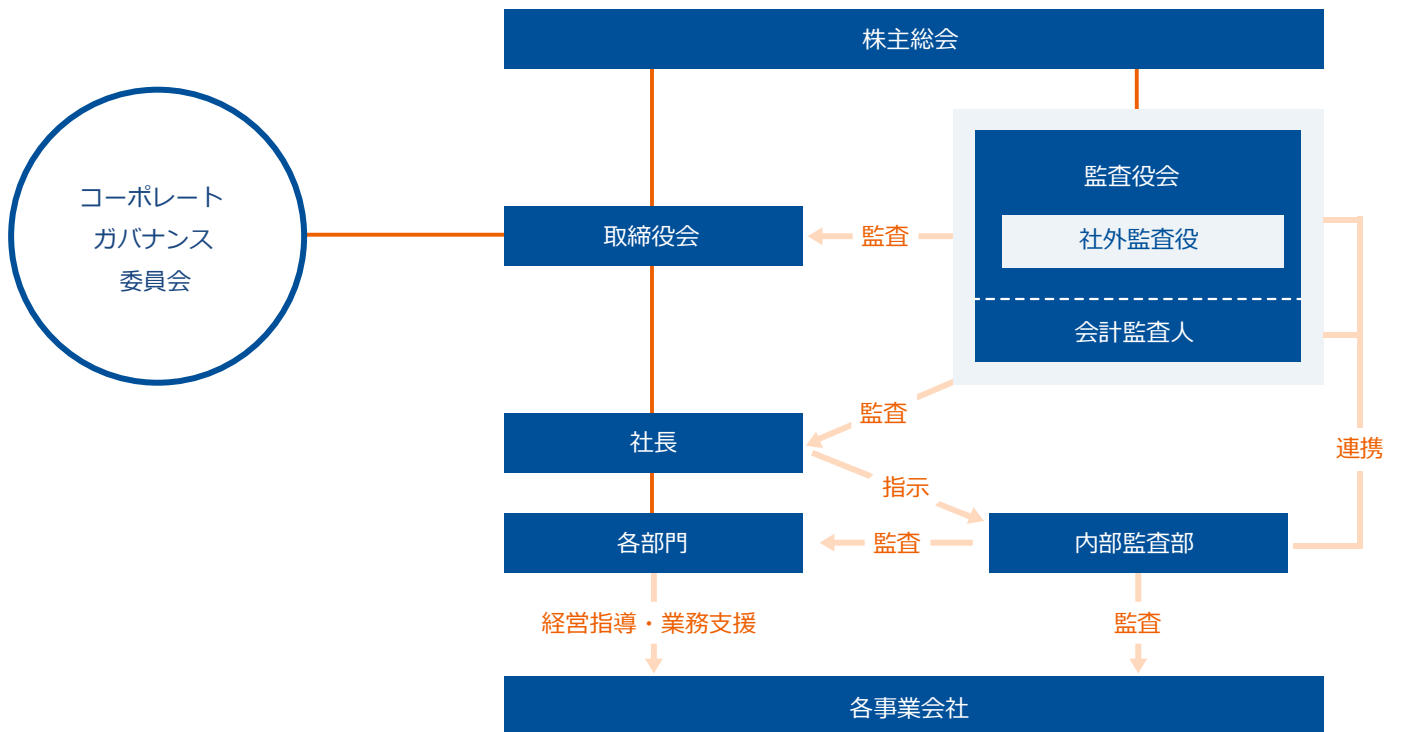 株主総会
コーポレート
ガバナンス
委員会
監査役会
社外監査役
会計監査人
取締役会
監査
監査
連携
社長
指示
各部門
監査
内部監査部
経営指導・業務支援
監査
各事業会社